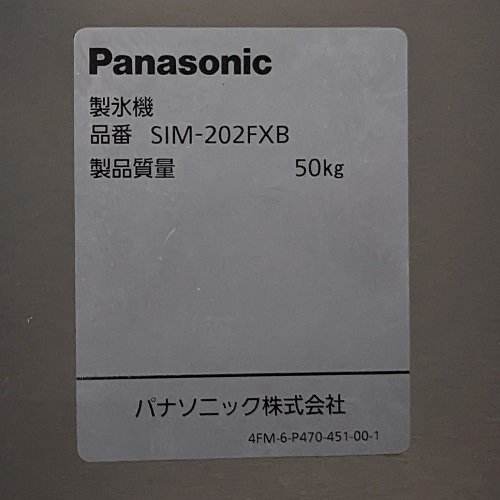 Panasonic
製氷機
品番 SIM-202FXB
製品質量 50kg
パナソニック株式会社
4FM-6-P470-451-00-1